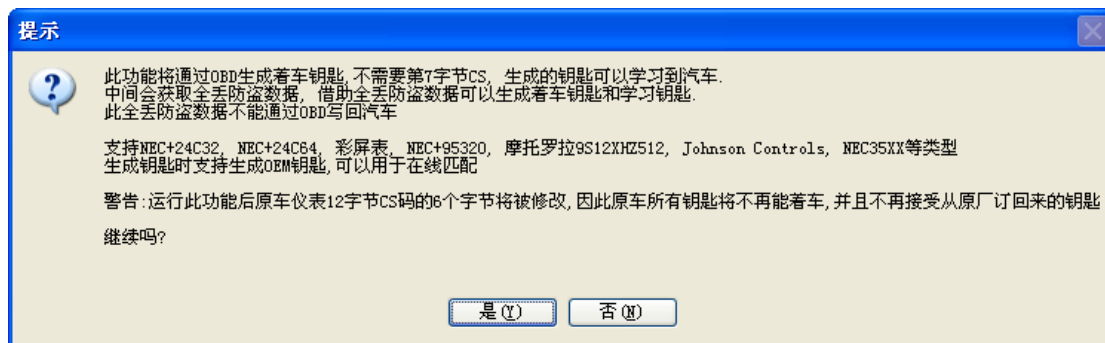 提示
此功能将通过OBD生成着车钥匙,不需要第7字节CS, 生成的钥匙可以学习到汽车.
中间会获取全丢防盗数据, 借助全丢防盗数据可以生成着车钥匙和学习钥匙.
此全丢防盗数据不能通过OBD写回汽车
支持NEC+24C32, NEC+24C64, 彩屏表, NEC+95320, 摩托罗拉9S12XHZ512, Johnson Controls, NEC35XX等类型
生成钥匙时支持生成OEM钥匙,可以用于在线匹配
警告:运行此功能后原车仪表12字节CS码的6个字节将被修改,因此原车所有钥匙将不再能着车,并且不再接受从原厂订回来的钥匙
继续吗?
是(Y) 否(N)